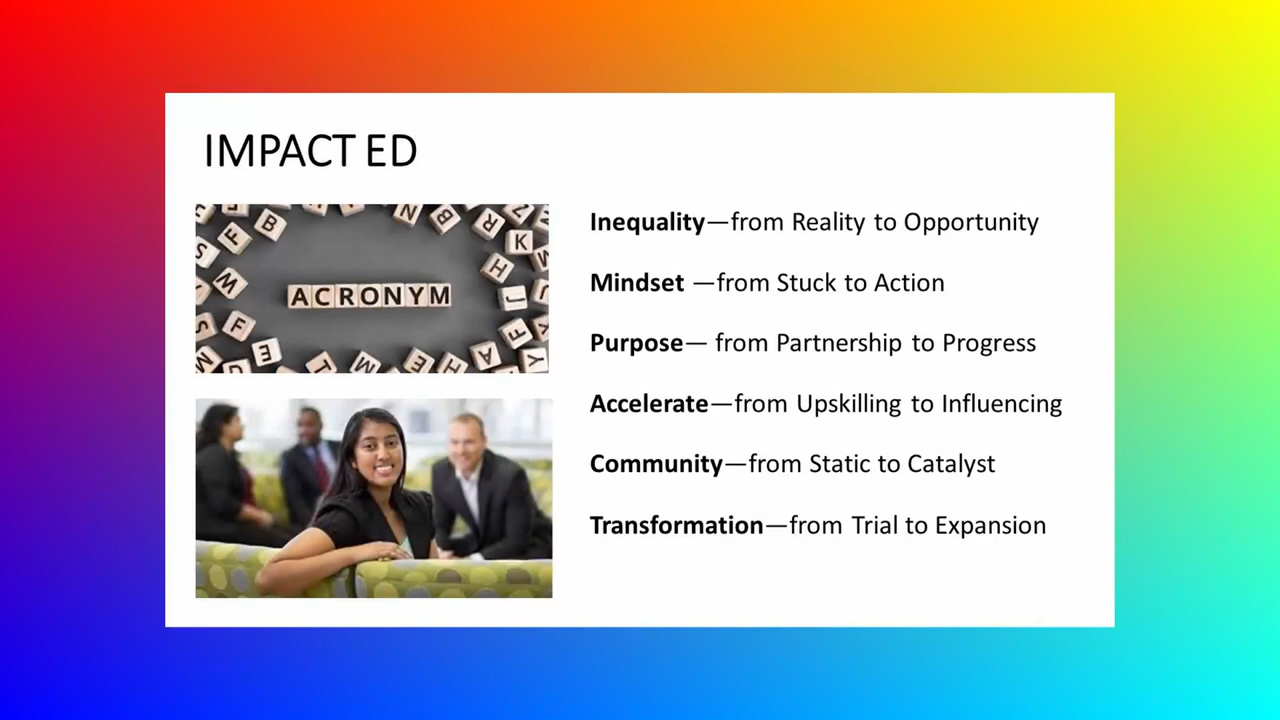 IMPACT ED
ACRONYM
Inequality—from Reality to Opportunity
Mindset —from Stuck to Action
Purpose— from Partnership to Progress
Accelerate—from Upskilling to Influencing
Community—from Static to Catalyst
Transformation—from Trial to Expansion